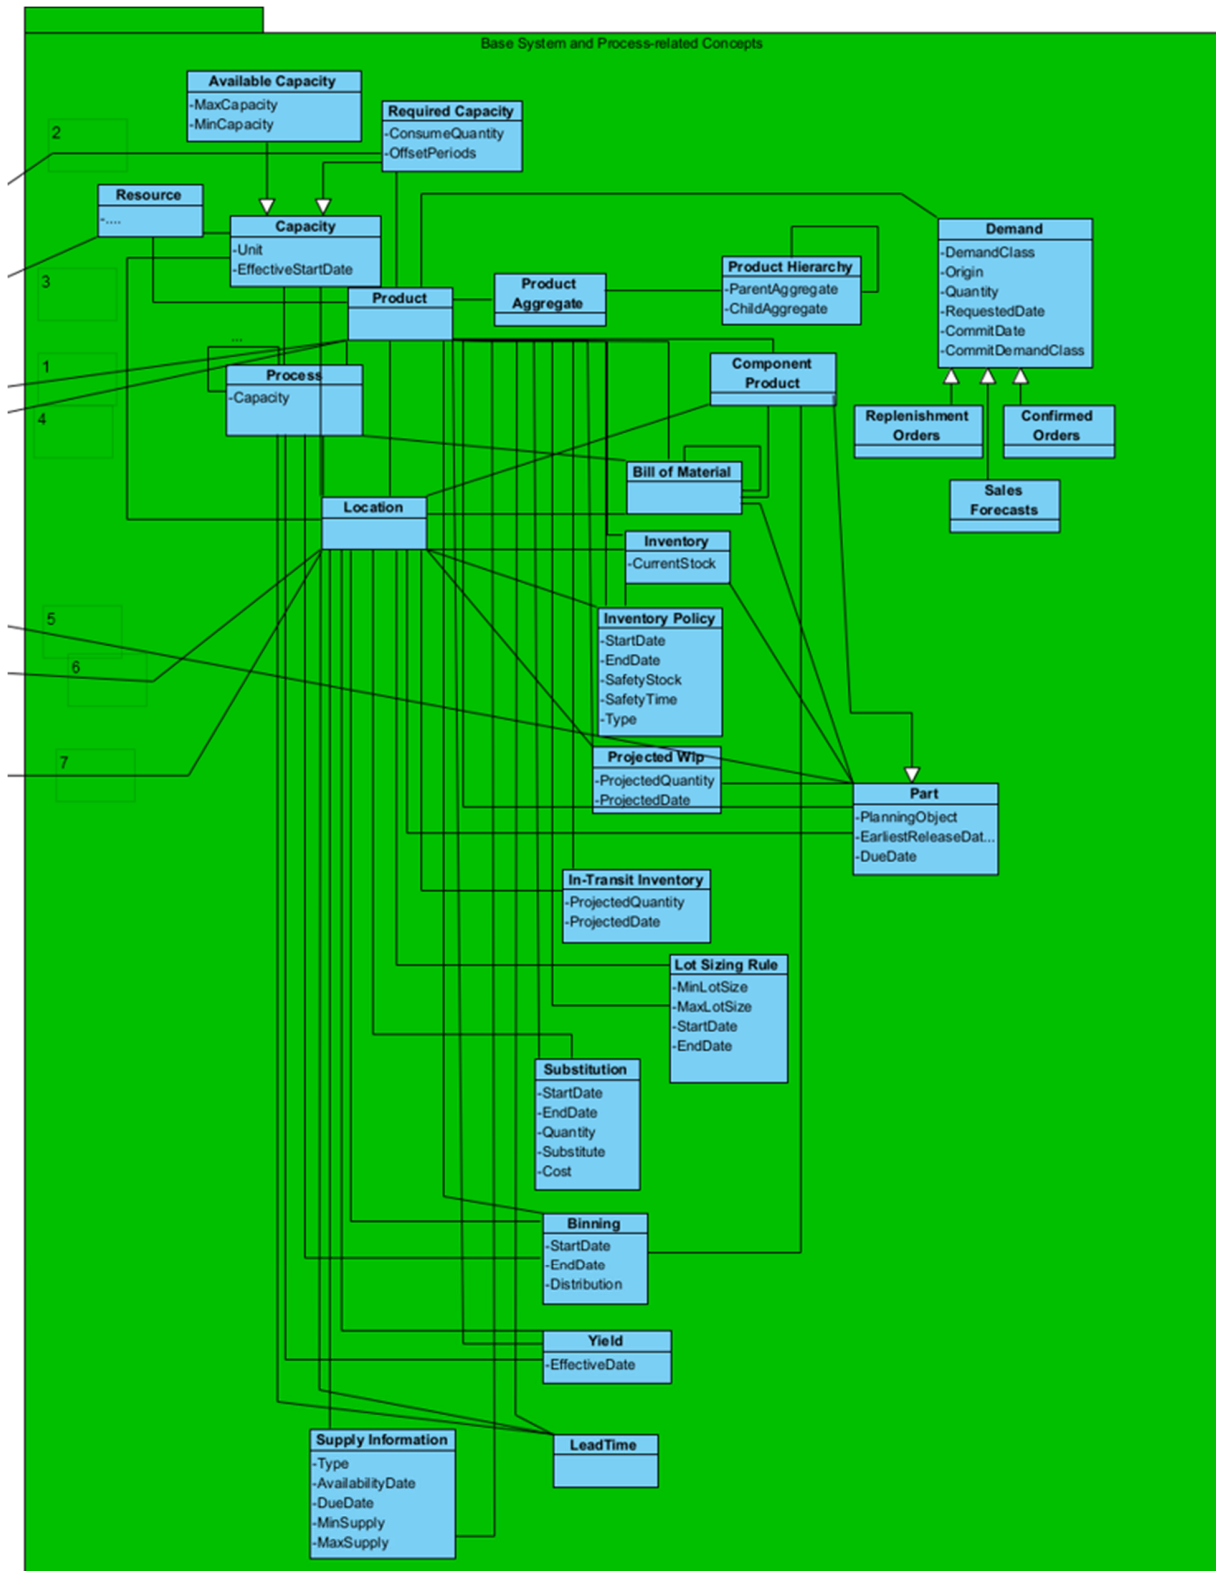 Base System and Process-related Concepts
Available Capacity
-MaxCapacity
-MinCapacity
Required Capacity
-ConsumeQuantity
-OffsetPeriods
2
Resource
-....
Capacity
-Unit
-EffectiveStartDate
Demand
-DemandClass
-Origin
-Quantity
-RequestedDate
-CommitDate
-CommitDemandClass
Product Hierarchy
-ParentAggregate
-ChildAggregate
3
Product
Product
Aggregate
...
1
Process
-Capacity
Component
Product
4
Replenishment
Orders
Confirmed
Orders
Bill of Material
Sales
Forecasts
Location
Inventory
-CurrentStock
5
Inventory Policy
-StartDate
-EndDate
-SafetyStock
-SafetyTime
-Type
6
7
Projected WIp
-ProjectedQuantity
-ProjectedDate
Part
-PlanningObject
-EarliestReleaseDat...
-DueDate
In-Transit Inventory
-ProjectedQuantity
-ProjectedDate
Lot Sizing Rule
-MinLotSize
-MaxLotSize
-StartDate
-EndDate
Substitution
-StartDate
-EndDate
-Quantity
-Substitute
-Cost
Binning
-StartDate
-EndDate
-Distribution
Yield
-EffectiveDate
Supply Information
-Type
-AvailabilityDate
-DueDate
-MinSupply
-MaxSupply
LeadTime